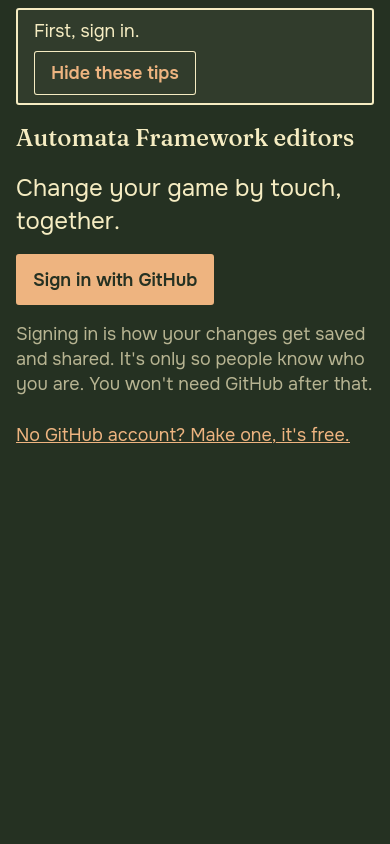 First, sign in.
Hide these tips
Automata Framework editors
Change your game by touch,
together.
Sign in with GitHub
Signing in is how your changes get saved
and shared. It's only so people know who
you are. You won't need GitHub after that.
No GitHub account? Make one, it's free.